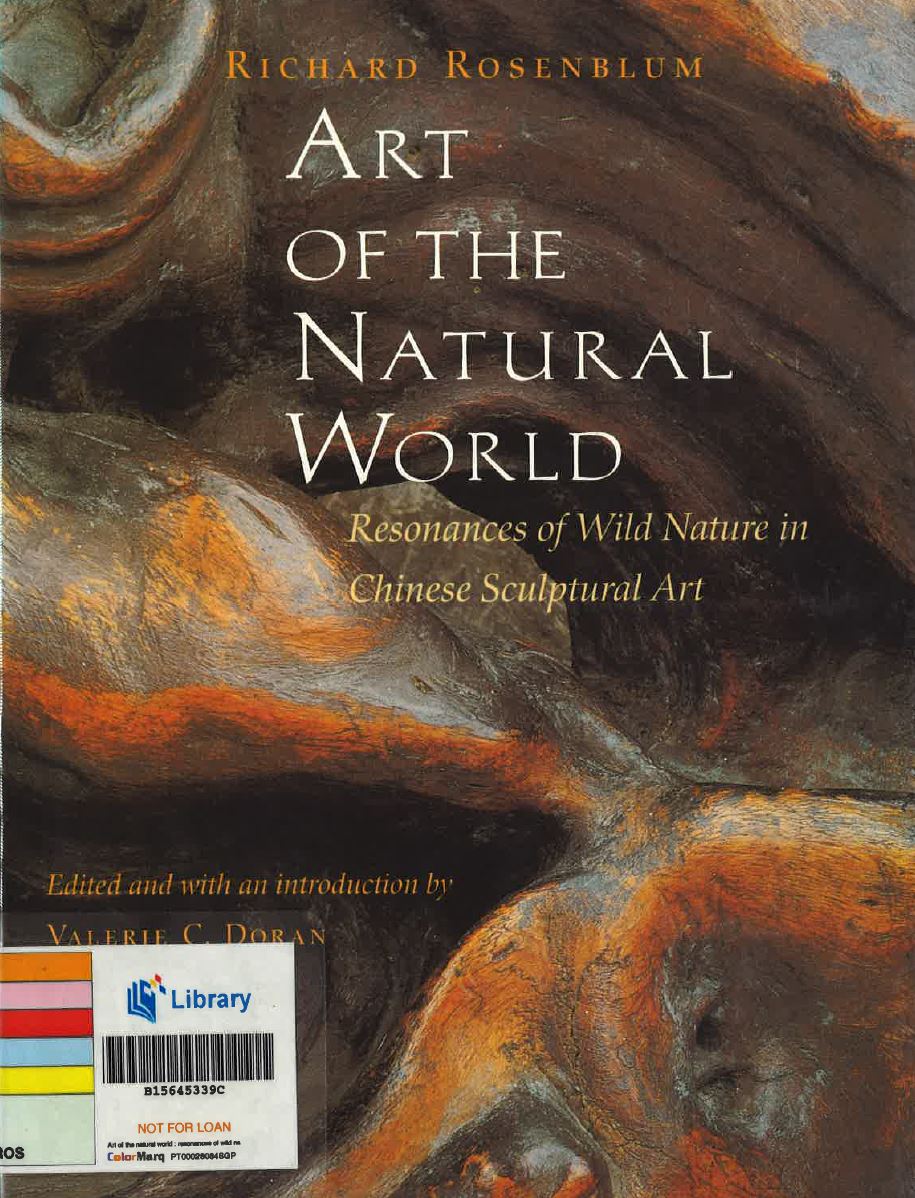 RICHARD ROSENBLUM
ART
OF THE
NATURAL
WORLD
Resonances of Wild Nature in
Chinese Sculptural Art
Edited and with an introduction by
VALERIE C. DORAN
Library
B15645339C
NOT FOR LOAN
Art of the natural world : resonances of wild na
ColorMarq PT00026084SGP
ROS